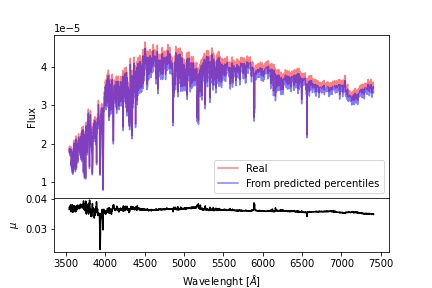 1e−5
Flux
4
3
2
1
Real
From predicted percentiles
μ
0.04
0.03
3500 4000 4500 5000 5500 6000 6500 7000 7500
Wavelenght [Å]